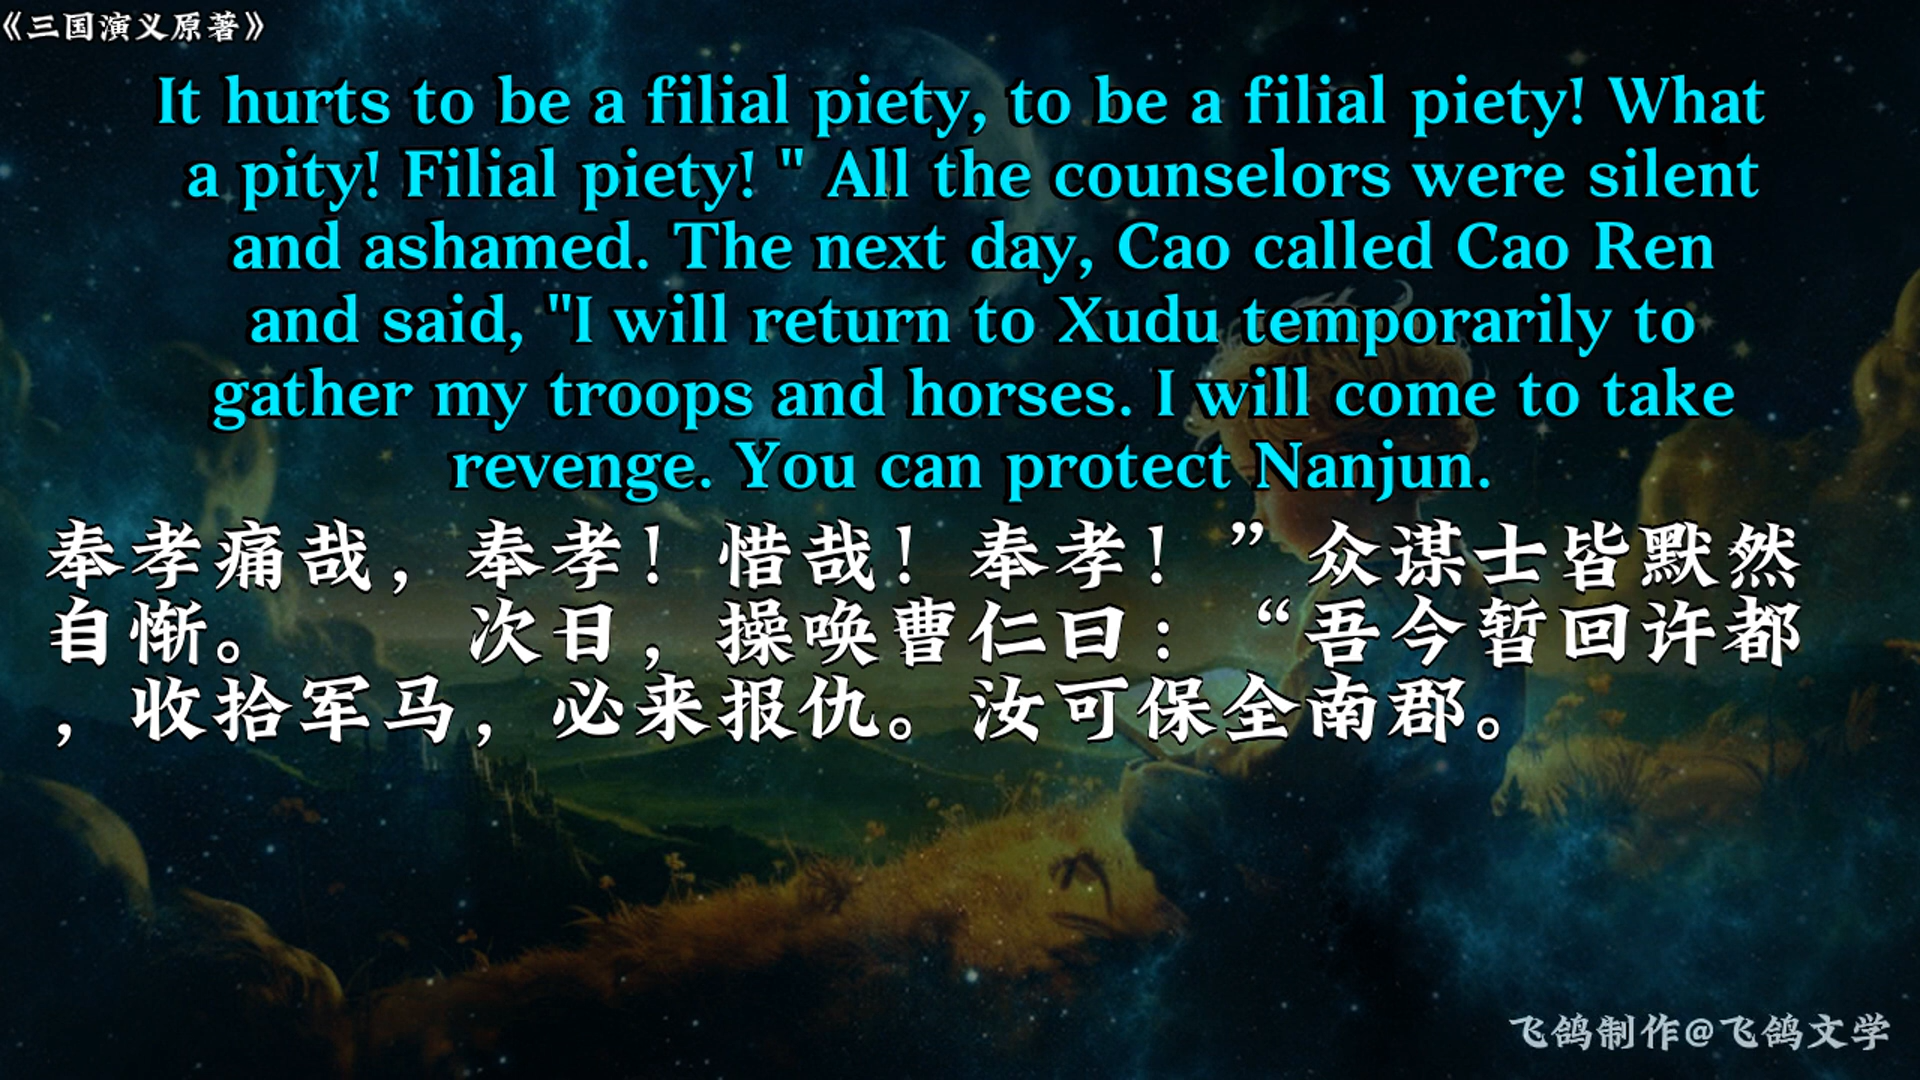 《三国演义原著》
It hurts to be a filial piety, to be a filial piety! What
a pity! Filial piety! " All the counselors were silent
and ashamed. The next day, Cao called Cao Ren
and said, "I will return to Xudu temporarily to
gather my troops and horses. I will come to take
revenge. You can protect Nanjun.
奉孝痛哉，奉孝！惜哉！奉孝！”众谋士皆默然
自惭。　　次日，操唤曹仁曰：“吾今暂回许都
，收拾军马，必来报仇。汝可保全南郡。
飞鸽制作@飞鸽文学